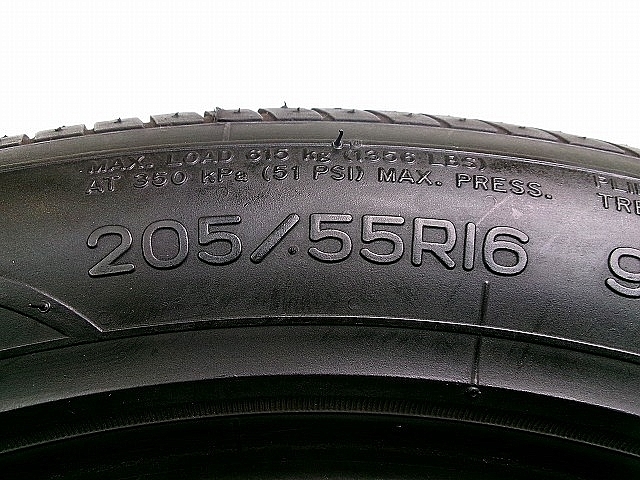 MAX. LOAD 615 kg (1356 LBS)
AT 350 kPa (51 PSI) MAX. PRESS.
205/55R16